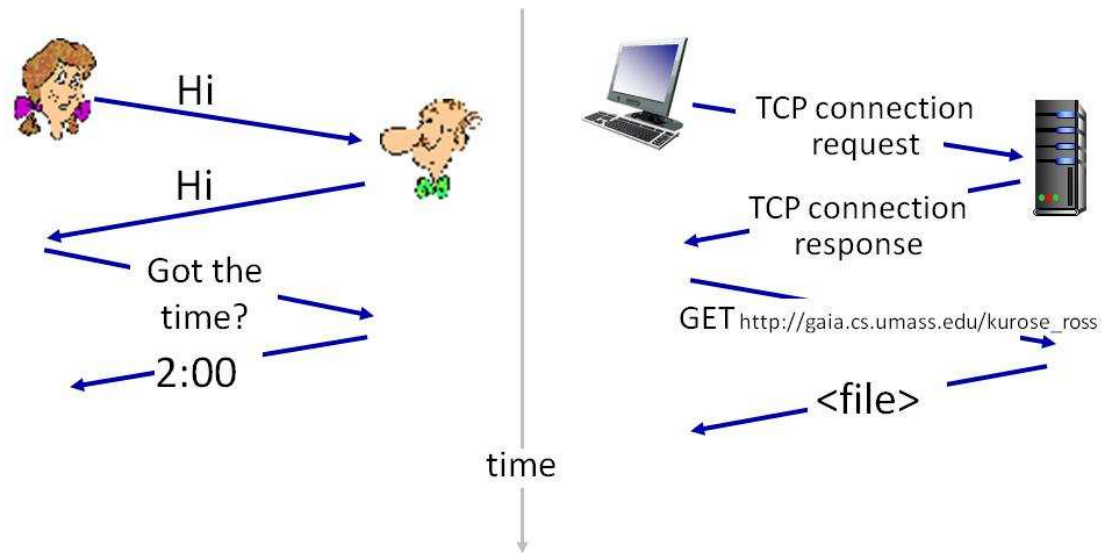 Hi
Hi
Got the
time?
2:00
TCP connection
request
TCP connection
response
GET http://gaia.cs.umass.edu/kurose_ross
<file>
time